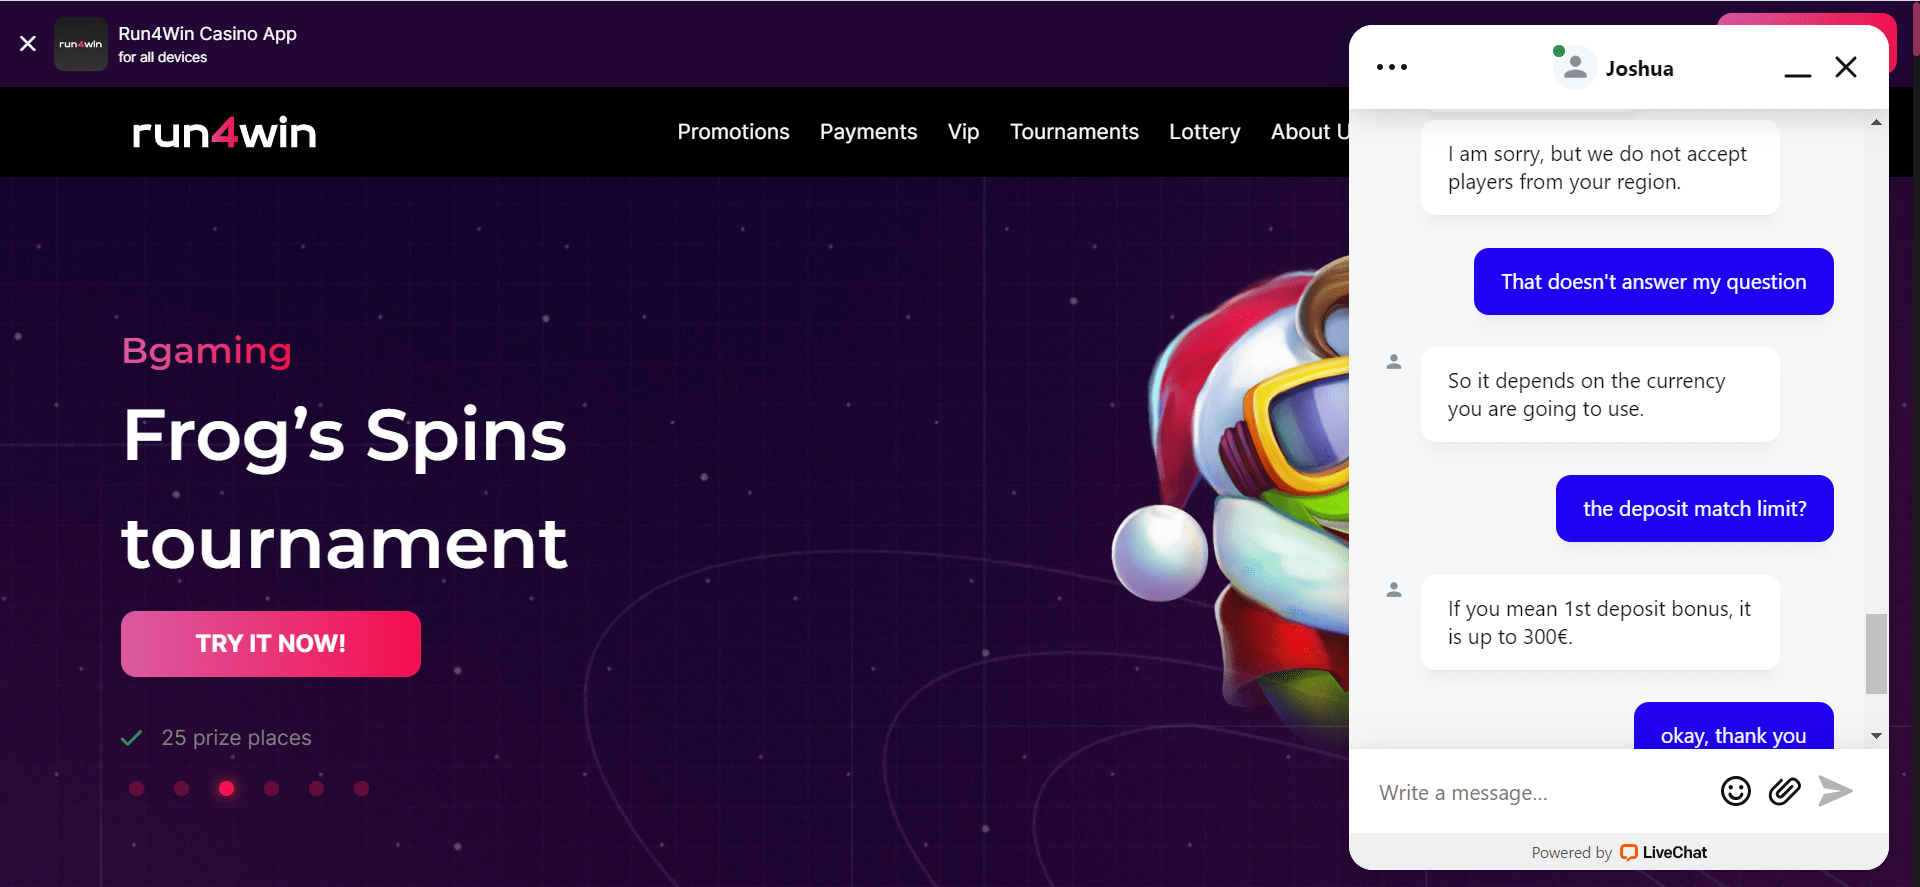 run4win
Run4Win Casino App
for all devices
run4win
Promotions Payments Vip Tournaments Lottery About U
Bgaming
Frog’s Spins
tournament
TRY IT NOW!
25 prize places
Joshua
I am sorry, but we do not accept
players from your region.
That doesn't answer my question
So it depends on the currency
you are going to use.
the deposit match limit?
If you mean 1st deposit bonus, it
is up to 300€.
okay, thank you
Write a message...
Powered by LiveChat